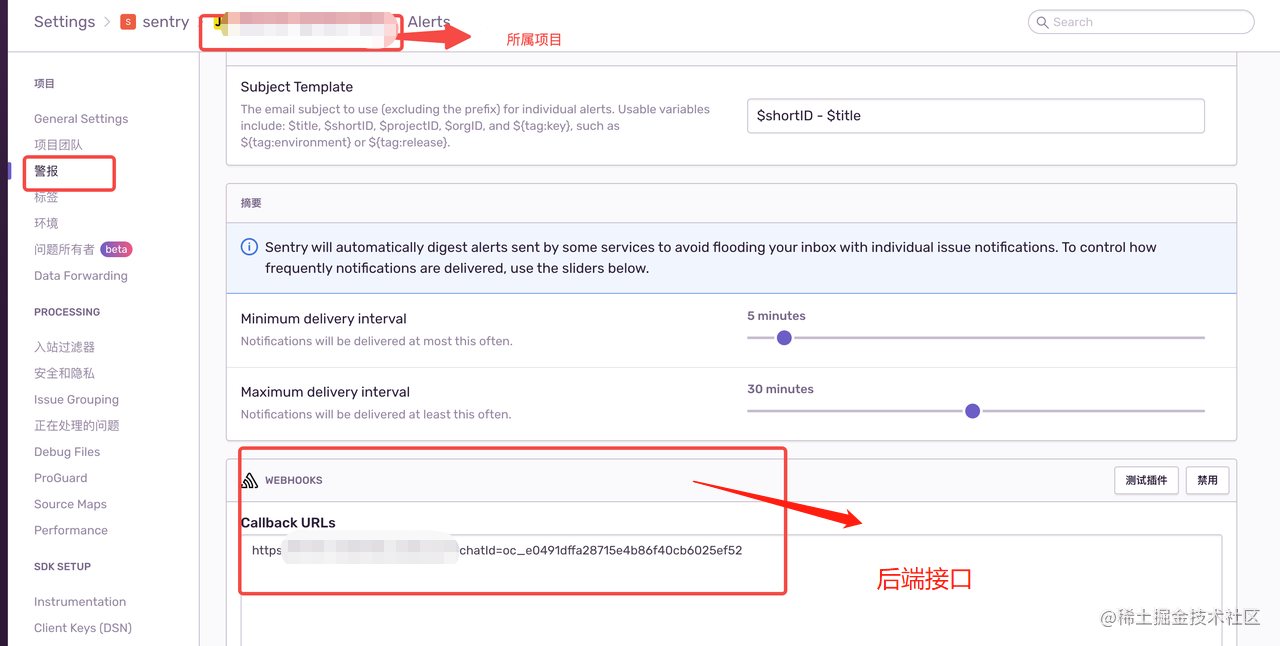 Settings > S sentry J Alerts
Search
所属项目
项目
General Settings
项目团队
警报
标签
环境
问题所有者 beta
Data Forwarding
PROCESSING
入站过滤器
安全和隐私
Issue Grouping
正在处理的问题
Debug Files
ProGuard
Source Maps
Performance
SDK SETUP
Instrumentation
Client Keys (DSN)
Subject Template
The email subject to use (excluding the prefix) for individual alerts. Usable variables
include: $title, $shortID, $projectID, $orgID, and ${tag:key}, such as
${tag:environment} or ${tag:release}.
$shortID - $title
摘要
Sentry will automatically digest alerts sent by some services to avoid flooding your inbox with individual issue notifications. To control how
frequently notifications are delivered, use the sliders below.
Minimum delivery interval
Notifications will be delivered at most this often.
5 minutes
Maximum delivery interval
Notifications will be delivered at least this often.
30 minutes
WEBHOOKS
测试插件
禁用
Callback URLs
https chatId=oc_e0491dffa28715e4b86f40cb6025ef52
后端接口
@稀土掘金技术社区